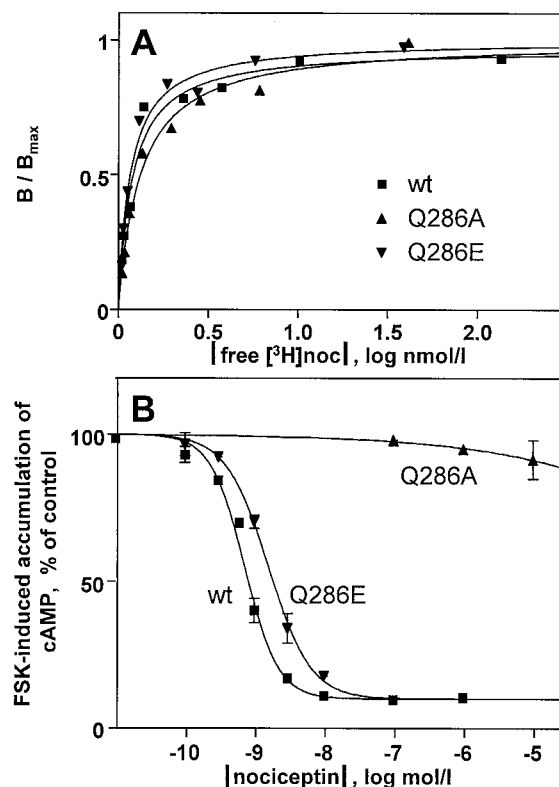 A
1
0.5
0
B / Bmax
wt
Q286A
Q286E
0 0.5 1.0 1.5 2.0
[free [³H]noc], log nmol/l
B
100
50
0
FSK-induced accumulation of
cAMP, % of control
Q286A
wt
Q286E
-10 -9 -8 -7 -6 -5
[nociceptin], log mol/l